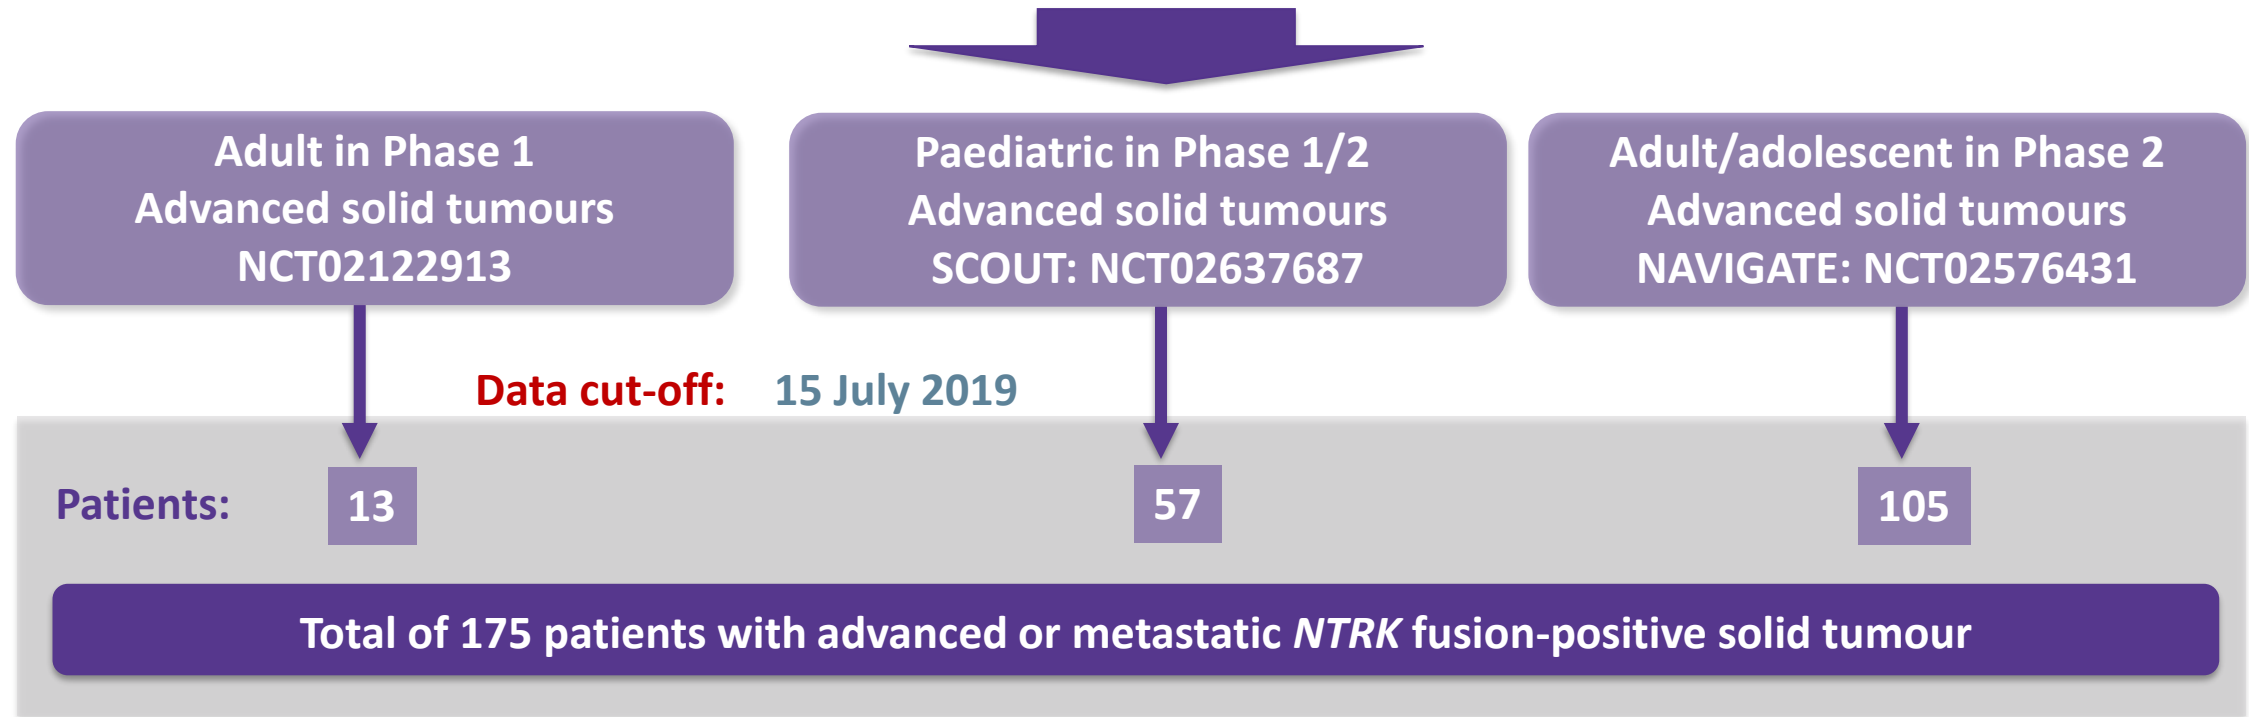 Adult in Phase 1
Advanced solid tumours
NCT02122913
Paediatric in Phase 1/2
Advanced solid tumours
SCOUT: NCT02637687
Adult/adolescent in Phase 2
Advanced solid tumours
NAVIGATE: NCT02576431
Data cut-off: 15 July 2019
Patients: 13 57 105
Total of 175 patients with advanced or metastatic NTRK fusion-positive solid tumour